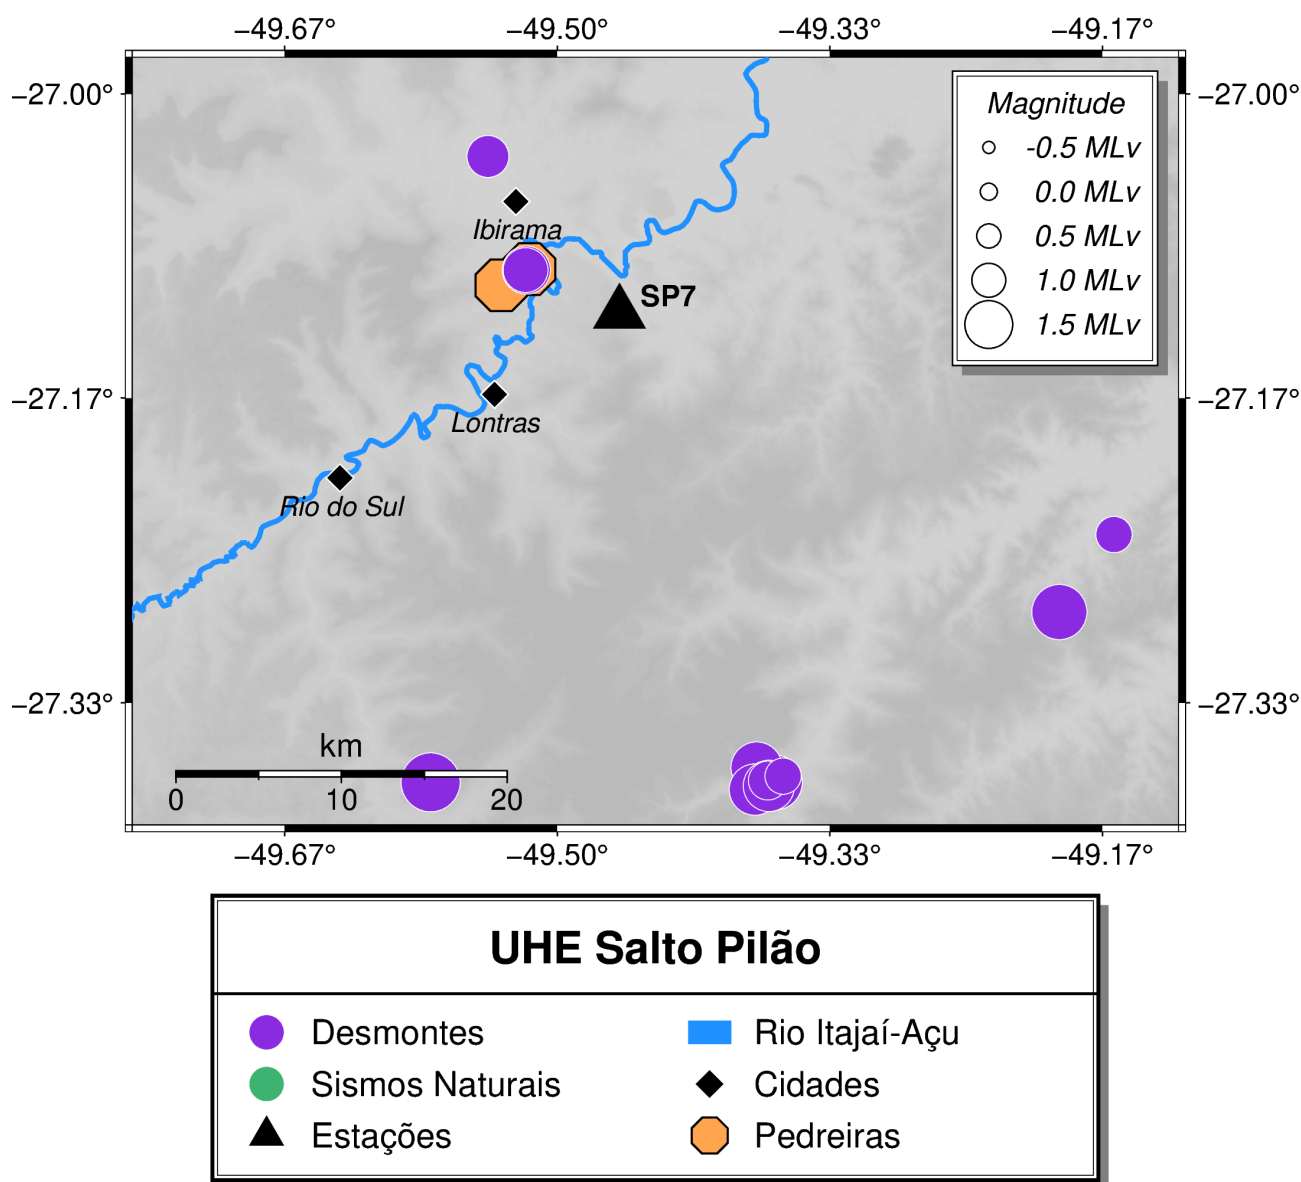 −49.67° −49.50° −49.33° −49.17°
−27.00° −27.00°
Magnitude
-0.5 MLv
0.0 MLv
0.5 MLv
1.0 MLv
1.5 MLv
Ibirama
SP7
−27.17° −27.17°
Lontras
Rio do Sul
−27.33° −27.33°
km
0 10 20
−49.67° −49.50° −49.33° −49.17°
UHE Salto Pilão
Desmontes Rio Itajaí-Açu
Sismos Naturais Cidades
Estações Pedreiras